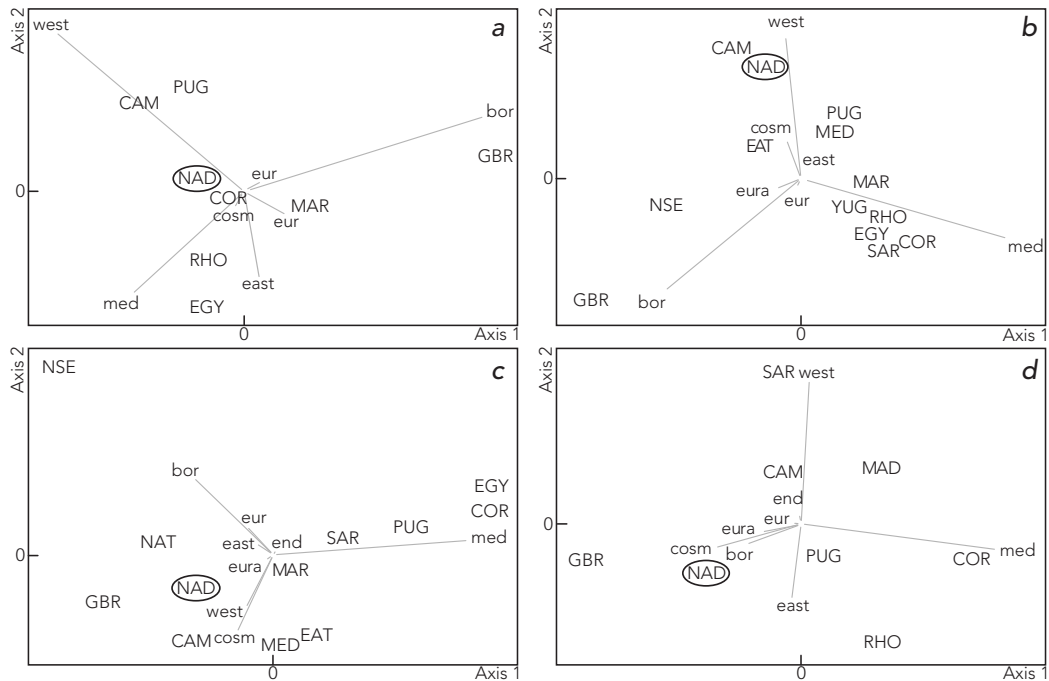 Axis 2
west
a
PUG
CAM
bor
GBR
eur
NAD
0
COR
MAR
cosm
eur
RHO
east
med
EGY
0
Axis 1
Axis 2
west
b
CAM
NAD
PUG
cosm
MED
EAT
east
0
MAR
eura
eur
NSE
YUG
RHO
EGY
COR
SAR
med
GBR
bor
0
Axis 1
Axis 2
NSE
c
bor
EGY
COR
eur
PUG
NAT
east
end
SAR
med
0
eura
MAR
NAD
GBR
west
CAM
cosm
EAT
MED
0
Axis 1
Axis 2
SAR west
d
CAM
MAD
end
eur
0
eura
cosm
bor
med
GBR
PUG
COR
NAD
east
RHO
0
Axis 1